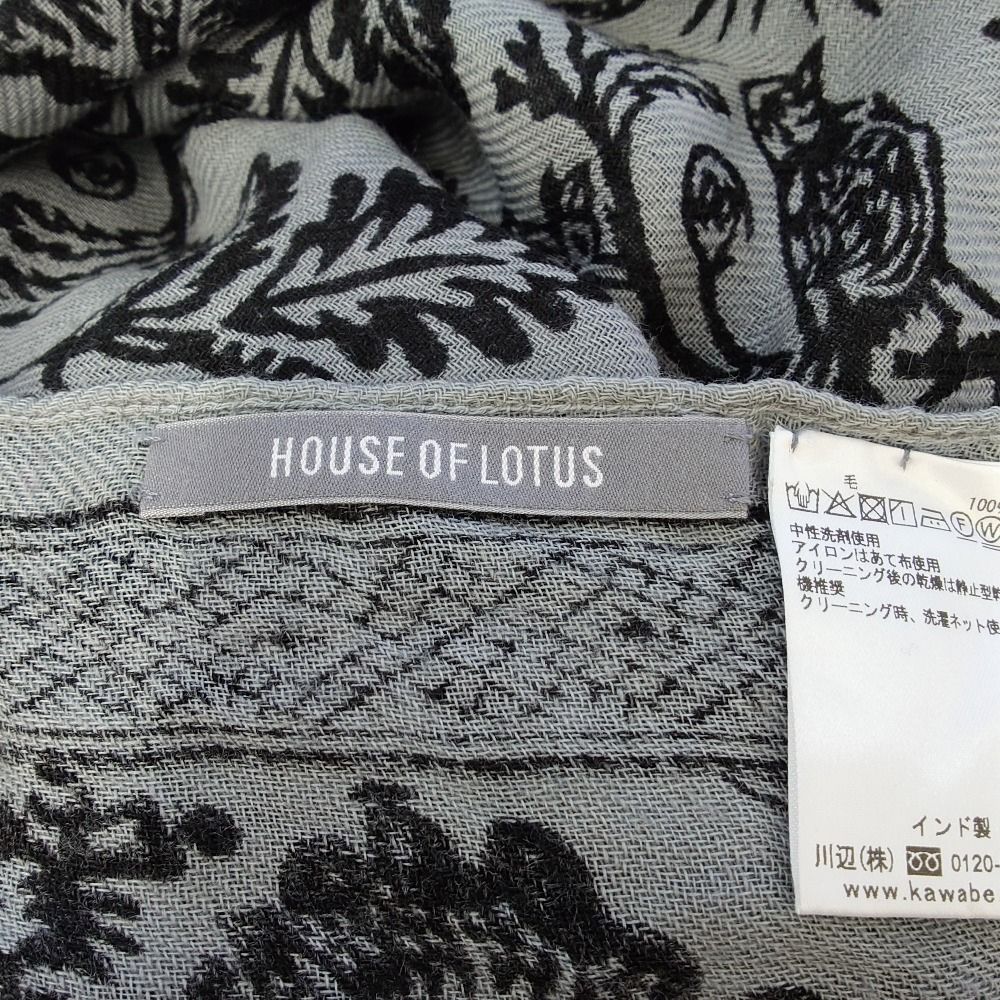 HOUSE OF LOTUS
毛 100%
F W
中性洗剤使用
アイロンはあて布使用
クリーニング後の乾燥は静止型乾
機推奨
クリーニング時、洗濯ネット使
インド製
川辺(株) 0120-
www.kawabe